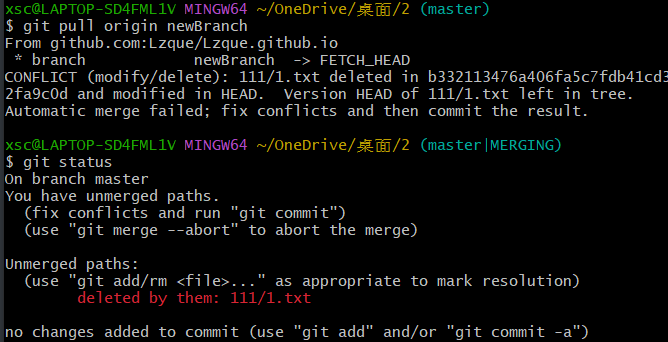 xsc@LAPTOP-SD4FML1V MINGW64 ~/OneDrive/桌面/2 (master)
$ git pull origin newBranch
From github.com:Lzque/Lzque.github.io
 * branch            newBranch  -> FETCH_HEAD
CONFLICT (modify/delete): 111/1.txt deleted in b332113476a406fa5c7fdb41cd3
2fa9c0d and modified in HEAD.  Version HEAD of 111/1.txt left in tree.
Automatic merge failed; fix conflicts and then commit the result.
xsc@LAPTOP-SD4FML1V MINGW64 ~/OneDrive/桌面/2 (master|MERGING)
$ git status
On branch master
You have unmerged paths.
  (fix conflicts and run "git commit")
  (use "git merge --abort" to abort the merge)
Unmerged paths:
  (use "git add/rm <file>..." as appropriate to mark resolution)
        deleted by them: 111/1.txt
no changes added to commit (use "git add" and/or "git commit -a")